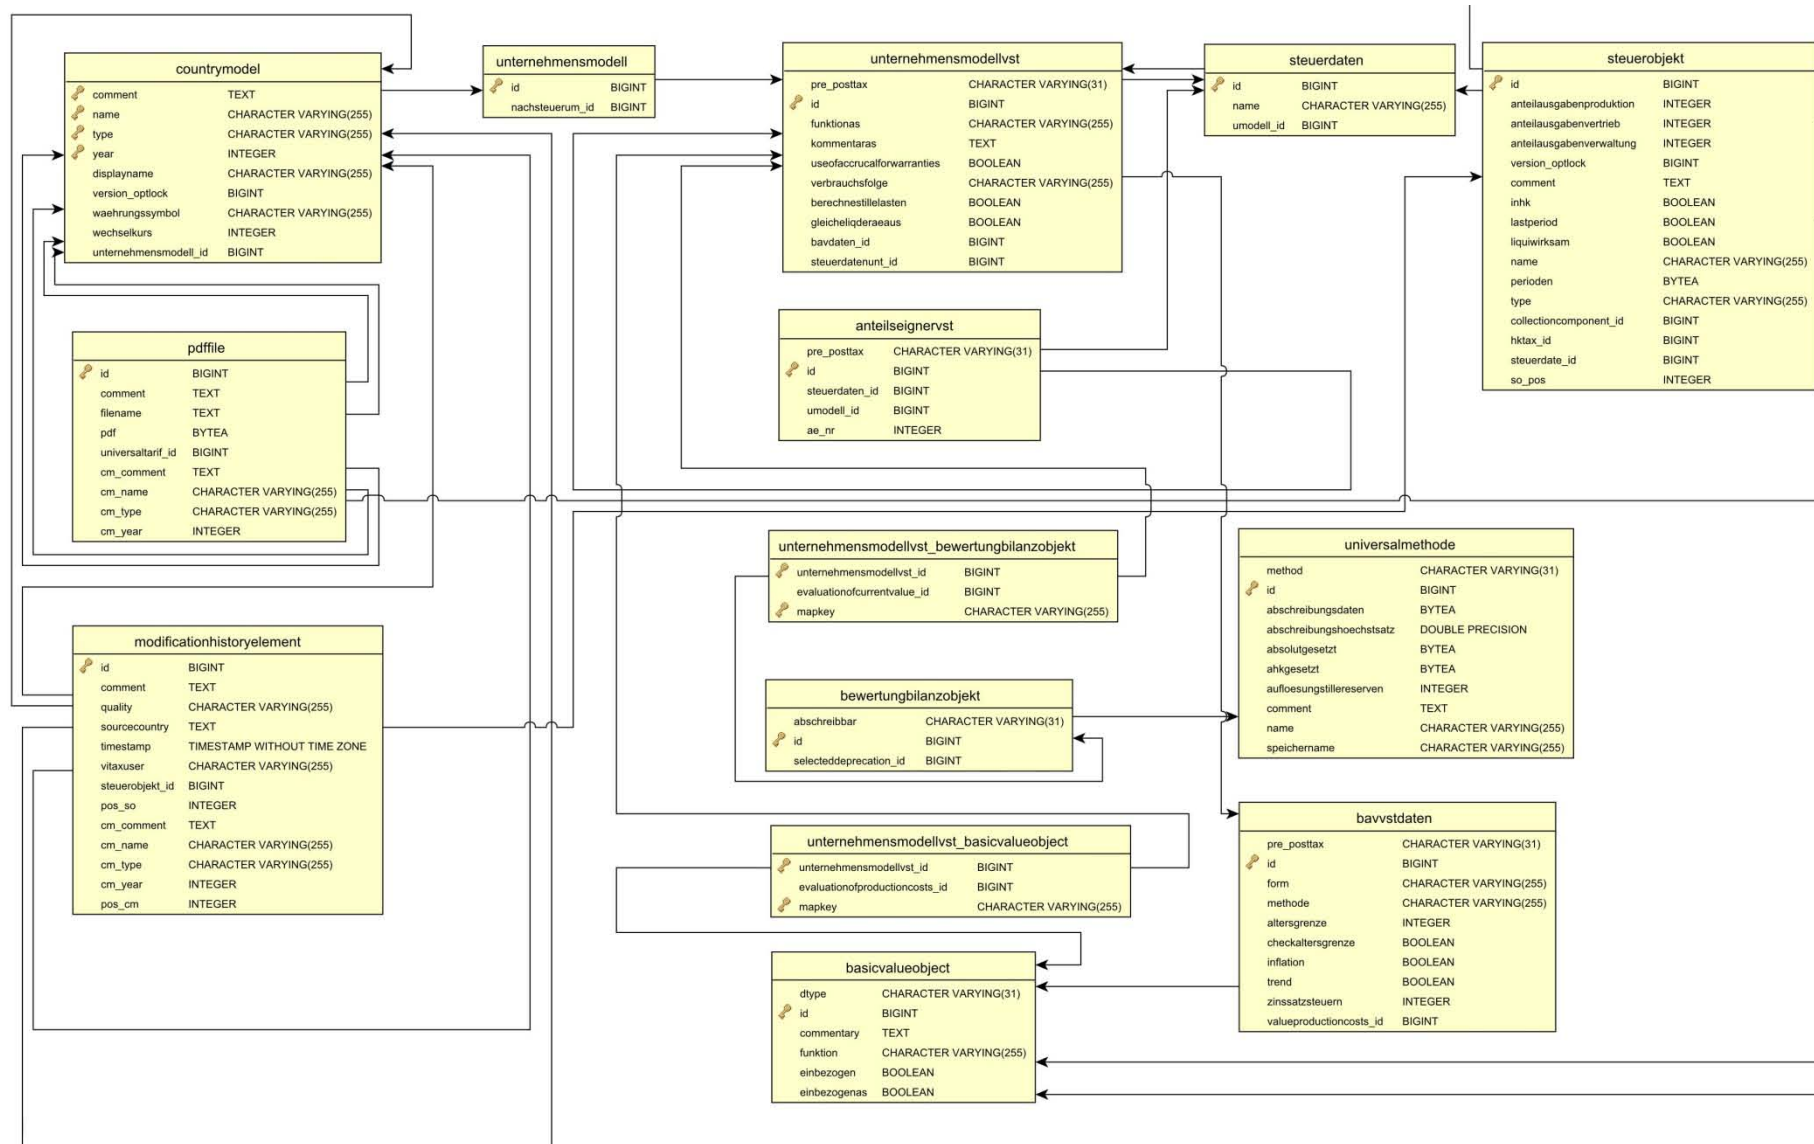 countrymodel
comment TEXT
name CHARACTER VARYING(255)
type CHARACTER VARYING(255)
year INTEGER
displayname CHARACTER VARYING(255)
version_optlock BIGINT
waehrungssymbol CHARACTER VARYING(255)
wechselkurs INTEGER
unternehmensmodell_id BIGINT
unternehmensmodell
id BIGINT
nachsteuerum_id BIGINT
unternehmensmodellvst
pre_posttax CHARACTER VARYING(31)
id BIGINT
funktionas CHARACTER VARYING(255)
kommentaras TEXT
useofaccrucalforwarranties BOOLEAN
verbrauchsfolge CHARACTER VARYING(255)
berechnestillelasten BOOLEAN
gleicheliqderaeaus BOOLEAN
bavdaten_id BIGINT
steuerdatenunt_id BIGINT
steuerdaten
id BIGINT
name CHARACTER VARYING(255)
umodell_id BIGINT
steuerobjekt
id BIGINT
anteilausgabenproduktion INTEGER
anteilausgabenvertrieb INTEGER
anteilausgabenverwaltung INTEGER
version_optlock BIGINT
comment TEXT
inhk BOOLEAN
lastperiod BOOLEAN
liquiwirksam BOOLEAN
name CHARACTER VARYING(255)
perioden BYTEA
type CHARACTER VARYING(255)
collectioncomponent_id BIGINT
hktax_id BIGINT
steuerdate_id BIGINT
so_pos INTEGER
pdffile
id BIGINT
comment TEXT
filename TEXT
pdf BYTEA
universaltarif_id BIGINT
cm_comment TEXT
cm_name CHARACTER VARYING(255)
cm_type CHARACTER VARYING(255)
cm_year INTEGER
anteilseignervst
pre_posttax CHARACTER VARYING(31)
id BIGINT
steuerdaten_id BIGINT
umodell_id BIGINT
ae_nr INTEGER
unternehmensmodellvst_bewertungbilanzobjekt
unternehmensmodellvst_id BIGINT
evaluationofcurrentvalue_id BIGINT
mapkey CHARACTER VARYING(255)
universalmethode
method CHARACTER VARYING(31)
id BIGINT
abschreibungsdaten BYTEA
abschreibungshoechstsatz DOUBLE PRECISION
absolutgesetzt BYTEA
ahkgesetzt BYTEA
aufloesungstillereserven INTEGER
comment TEXT
name CHARACTER VARYING(255)
speichername CHARACTER VARYING(255)
modificationhistoryelement
id BIGINT
comment TEXT
quality CHARACTER VARYING(255)
sourcecountry TEXT
timestamp TIMESTAMP WITHOUT TIME ZONE
vitaxuser CHARACTER VARYING(255)
steuerobjekt_id BIGINT
pos_so INTEGER
cm_comment TEXT
cm_name CHARACTER VARYING(255)
cm_type CHARACTER VARYING(255)
cm_year INTEGER
pos_cm INTEGER
bewertungbilanzobjekt
abschreibbar CHARACTER VARYING(31)
id BIGINT
selecteddeprecation_id BIGINT
unternehmensmodellvst_basicvalueobject
unternehmensmodellvst_id BIGINT
evaluationofproductioncosts_id BIGINT
mapkey CHARACTER VARYING(255)
bavvstdaten
pre_posttax CHARACTER VARYING(31)
id BIGINT
form CHARACTER VARYING(255)
methode CHARACTER VARYING(255)
altersgrenze INTEGER
checkaltersgrenze BOOLEAN
inflation BOOLEAN
trend BOOLEAN
zinssatzsteuern INTEGER
valueproductioncosts_id BIGINT
basicvalueobject
dtype CHARACTER VARYING(31)
id BIGINT
commentary TEXT
funktion CHARACTER VARYING(255)
einbezogen BOOLEAN
einbezogenas BOOLEAN